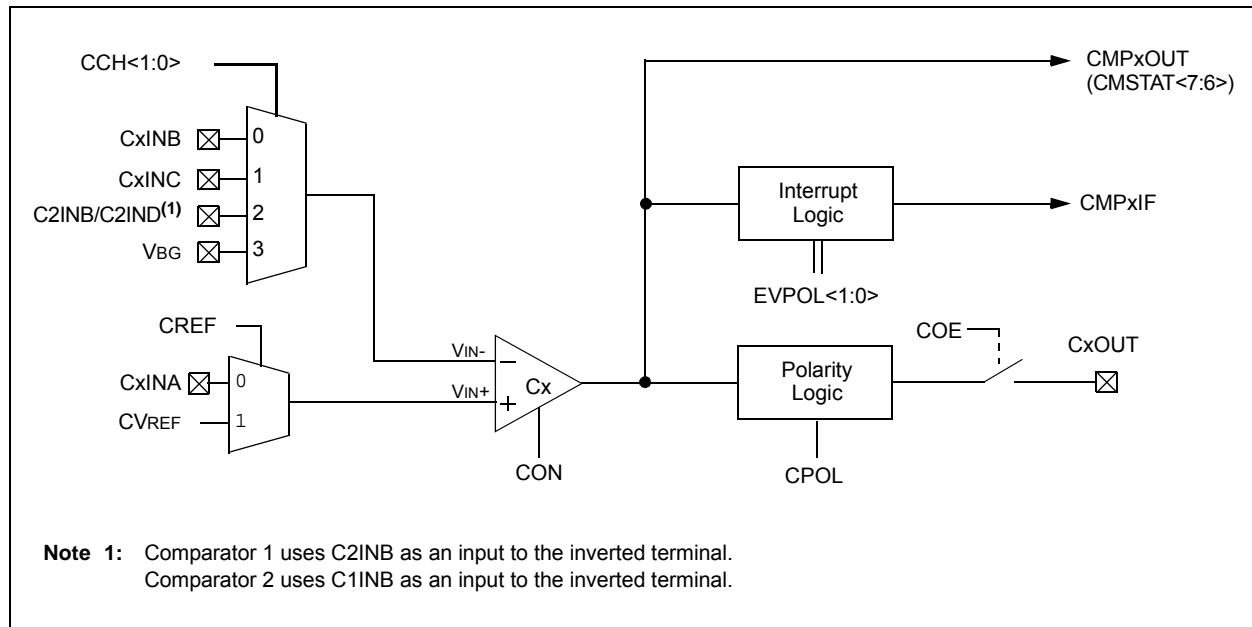 CCH<1:0>
CxINB
0
CxINC
1
C2INB/C2IND(1)
2
VBG
3
CREF
CxINA
0
CVREF
1
VIN-
VIN+
–
+
Cx
CON
CMPxOUT
(CMSTAT<7:6>)
Interrupt
Logic
CMPxIF
EVPOL<1:0>
COE
CxOUT
Polarity
Logic
CPOL
Note 1: Comparator 1 uses C2INB as an input to the inverted terminal.
Comparator 2 uses C1INB as an input to the inverted terminal.